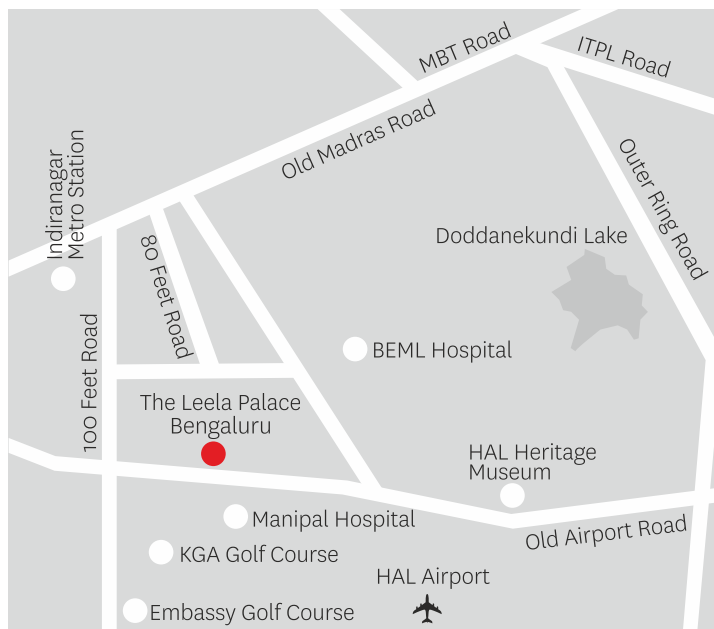 MBT Road
ITPL Road
Old Madras Road
Indiranagar
Metro Station
Outer Ring Road
80 Feet Road
Doddanekundi Lake
100 Feet Road
BEML Hospital
The Leela Palace
Bengaluru
HAL Heritage
Museum
Manipal Hospital
Old Airport Road
KGA Golf Course
HAL Airport
Embassy Golf Course